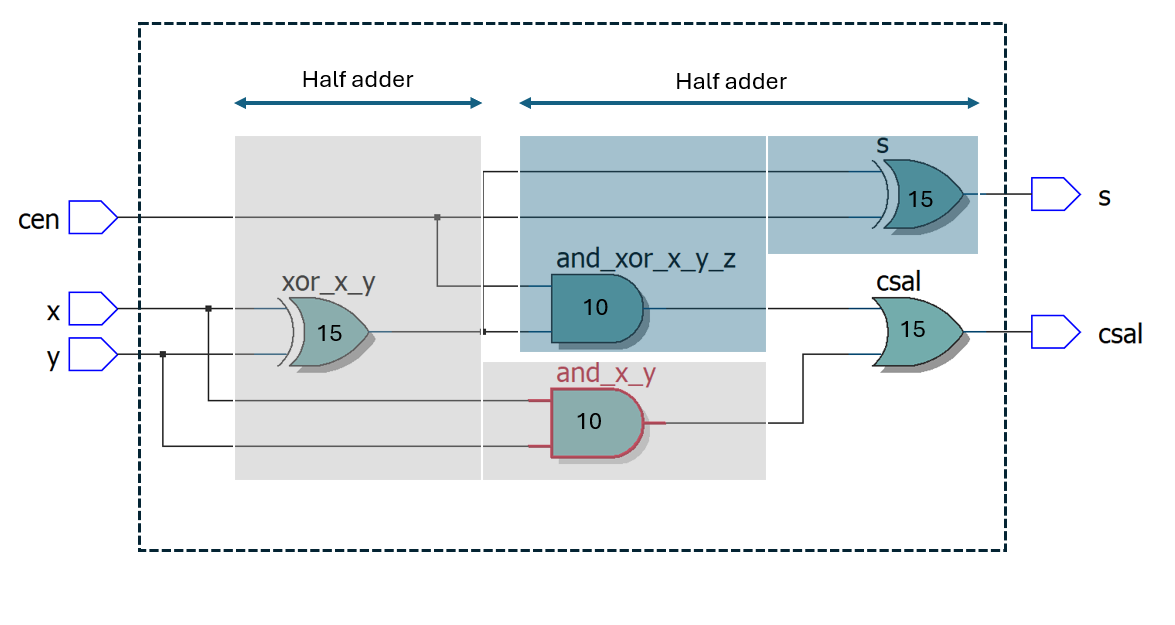 Half adder
Half adder
s
cen
15
s
and_xor_x_y_z
xor_x_y
csal
x
10
15
15
y
csal
and_x_y
10